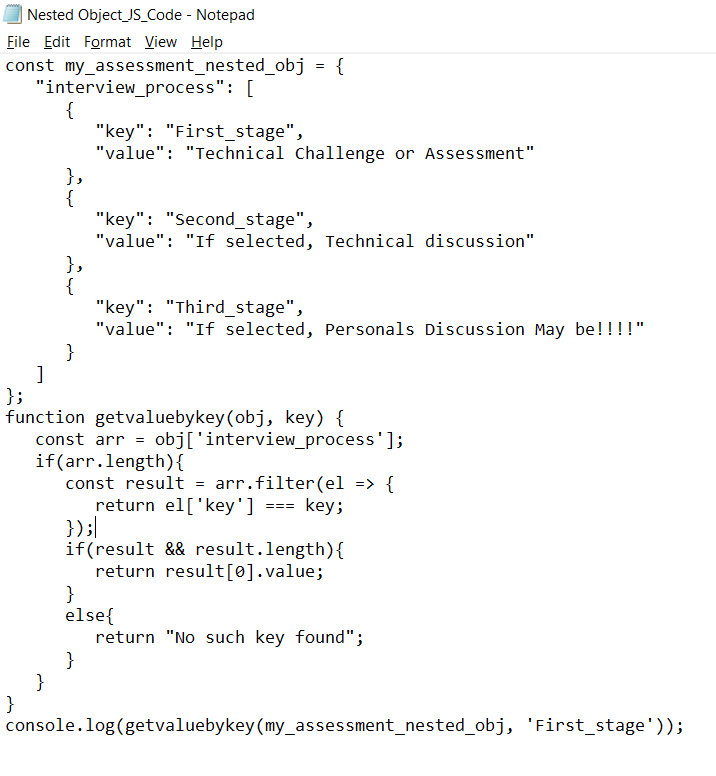 Nested Object_JS_Code - Notepad
File Edit Format View Help
const my_assessment_nested_obj = {
   "interview_process": [
      {
         "key": "First_stage",
         "value": "Technical Challenge or Assessment"
      },
      {
         "key": "Second_stage",
         "value": "If selected, Technical discussion"
      },
      {
         "key": "Third_stage",
         "value": "If selected, Personals Discussion May be!!!!"
      }
   ]
};
function getvaluebykey(obj, key) {
   const arr = obj['interview_process'];
   if(arr.length){
      const result = arr.filter(el => {
         return el['key'] === key;
      });
      if(result && result.length){
         return result[0].value;
      }
      else{
         return "No such key found";
      }
   }
}
console.log(getvaluebykey(my_assessment_nested_obj, 'First_stage'));